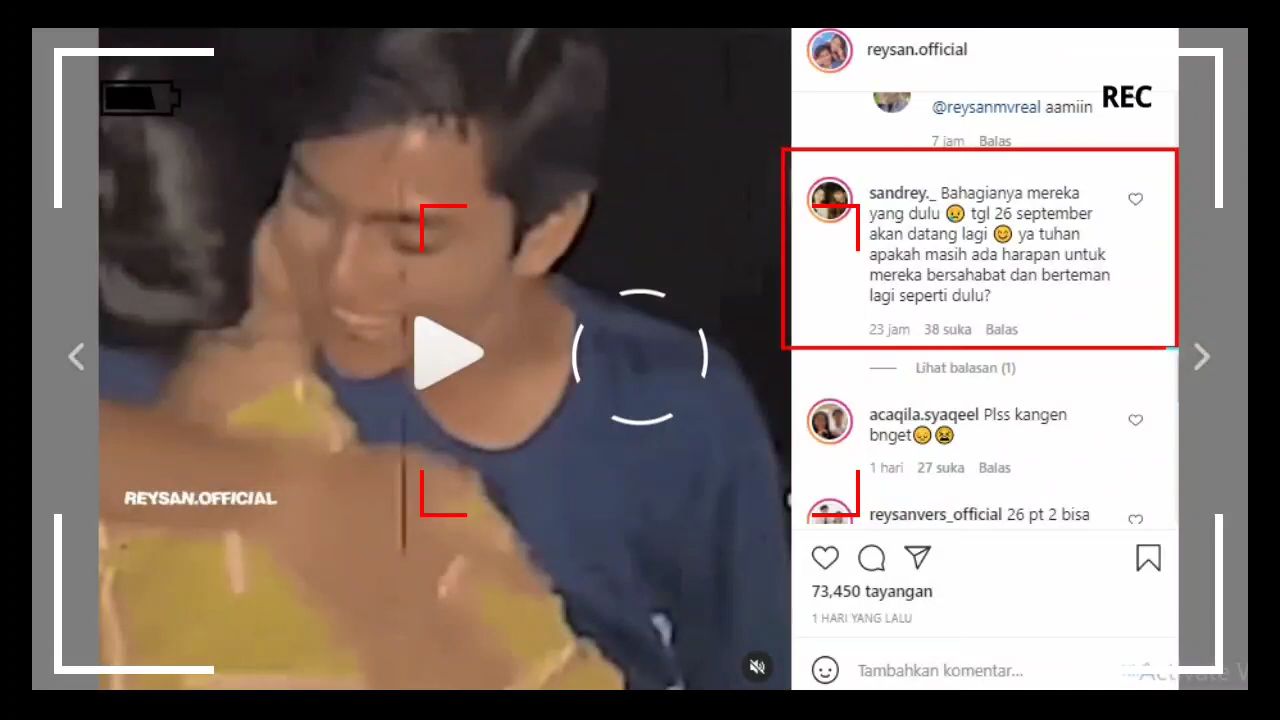 reysan.official
REC
@reysanmvreal aamiin
7 jam Balas
sandrey._ Bahagianya mereka
yang dulu 😢 tgl 26 september
akan datang lagi 😊 ya tuhan
apakah masih ada harapan untuk
mereka bersahabat dan berteman
lagi seperti dulu?
23 jam 38 suka Balas
Lihat balasan (1)
acaqila.syaqeel Plss kangen
bnget😞😫
1 hari 27 suka Balas
reysanvers_official 26 pt 2 bisa
REYSAN.OFFICIAL
73,450 tayangan
1 HARI YANG LALU
Tambahkan komentar...
Activate